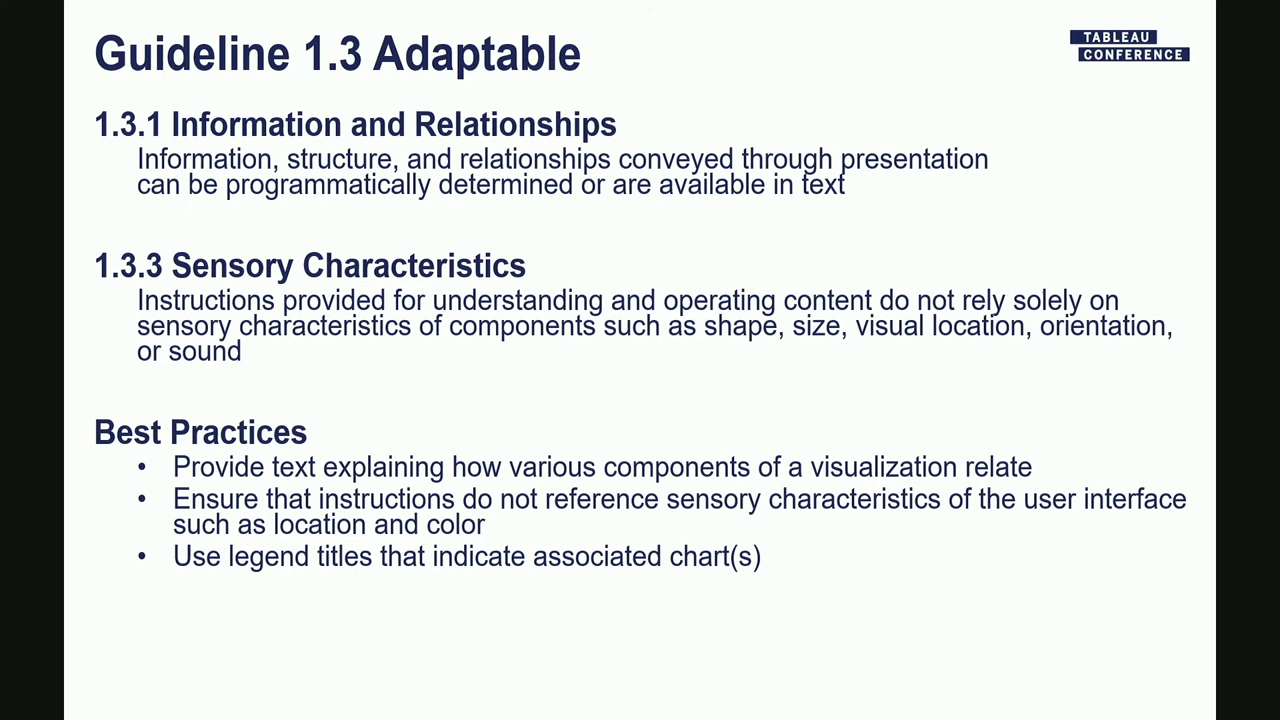 Guideline 1.3 Adaptable
TABLEAU
CONFERENCE
1.3.1 Information and Relationships
Information, structure, and relationships conveyed through presentation
can be programmatically determined or are available in text
1.3.3 Sensory Characteristics
Instructions provided for understanding and operating content do not rely solely on
sensory characteristics of components such as shape, size, visual location, orientation,
or sound
Best Practices
• Provide text explaining how various components of a visualization relate
• Ensure that instructions do not reference sensory characteristics of the user interface
such as location and color
• Use legend titles that indicate associated chart(s)